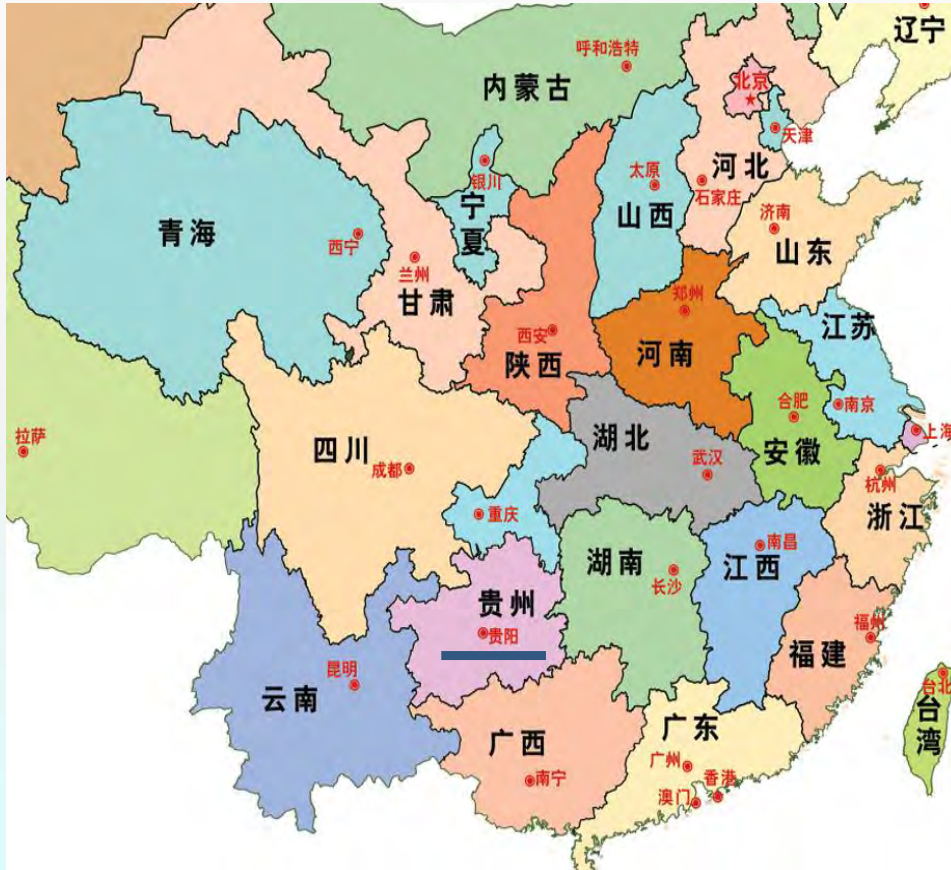 辽宁
呼和浩特
内蒙古
北京
天津
河北
石家庄
太原
山西
银川
宁夏
济南
山东
青海
西宁
兰州
甘肃
郑州
河南
西安
陕西
江苏
南京
上海
合肥
安徽
拉萨
四川
成都
湖北
武汉
杭州
浙江
重庆
南昌
江西
湖南
长沙
贵州
贵阳
福州
福建
昆明
云南
台北
台湾
广西
南宁
广东
广州
香港
澳门